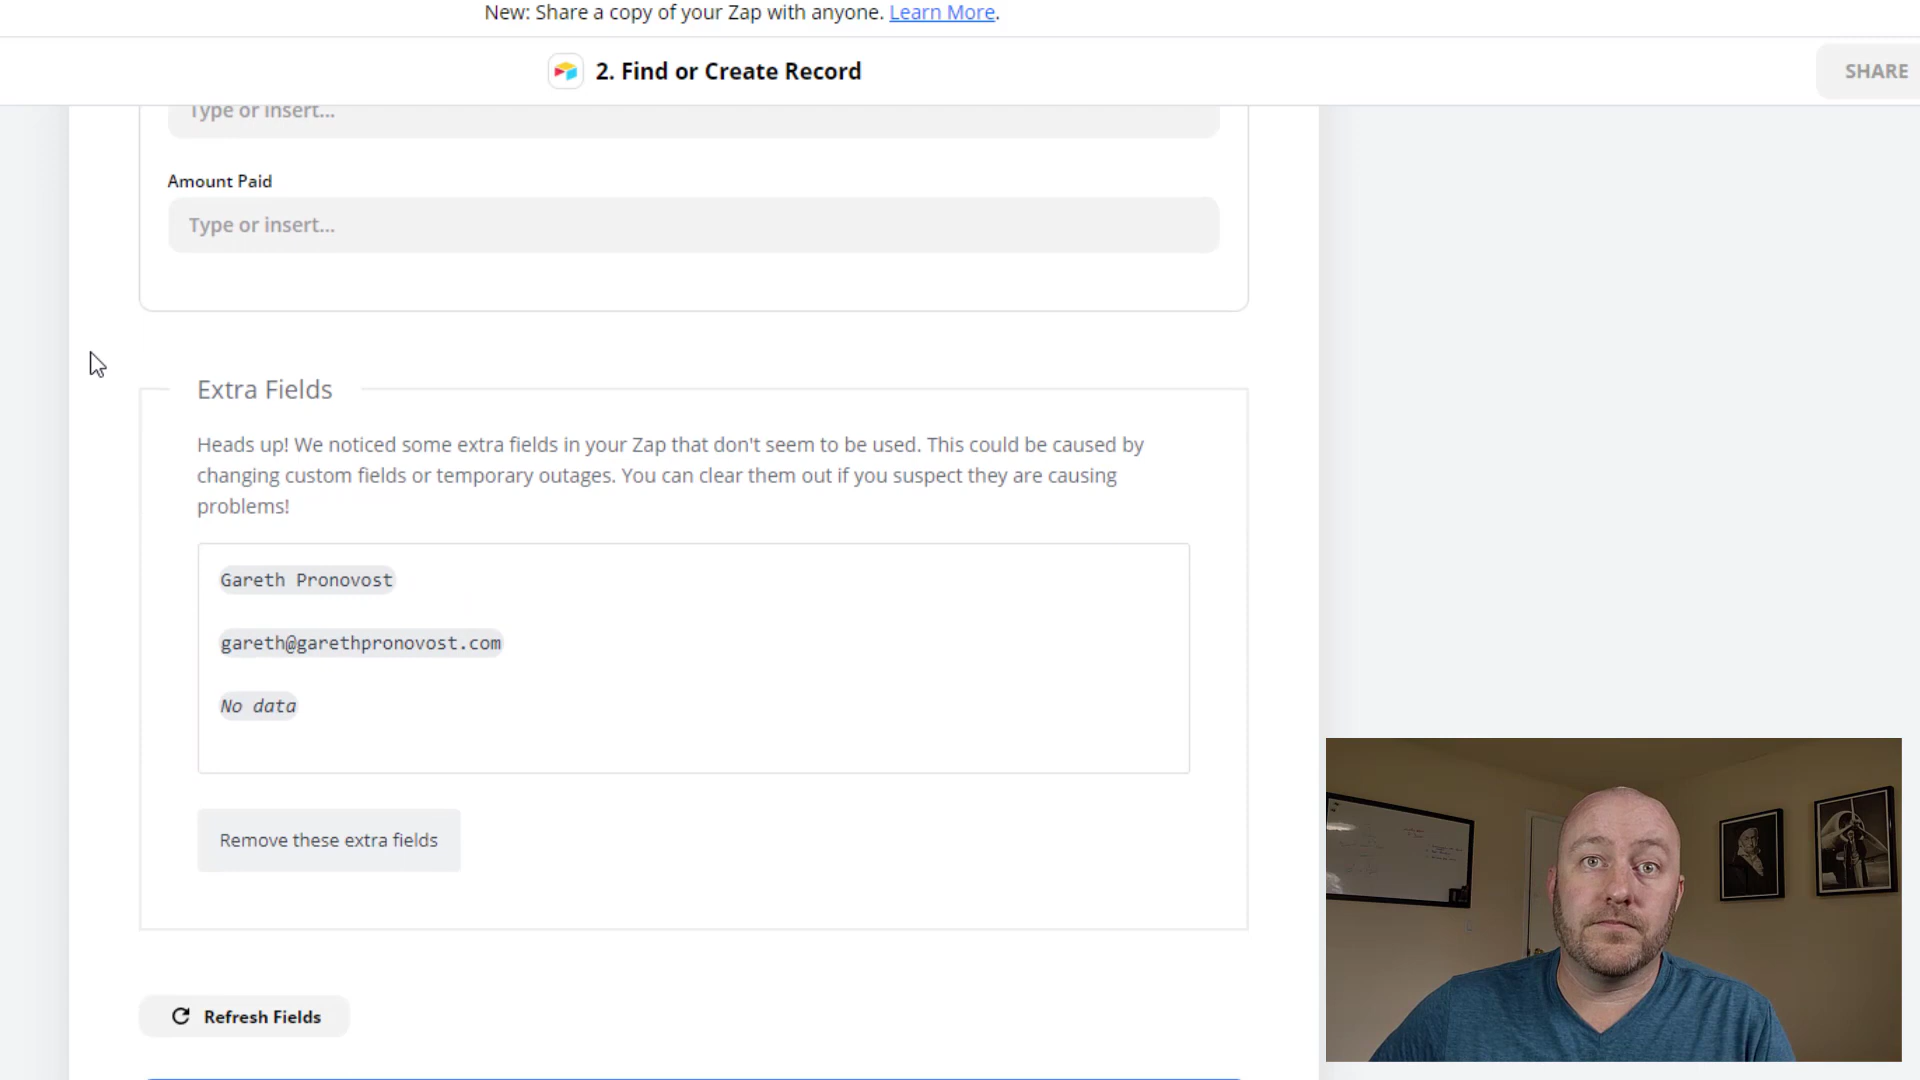 New: Share a copy of your Zap with anyone. Learn More.
2. Find or Create Record
SHARE
Type or insert...
Amount Paid
Type or insert...
Extra Fields
Heads up! We noticed some extra fields in your Zap that don't seem to be used. This could be caused by
changing custom fields or temporary outages. You can clear them out if you suspect they are causing
problems!
Gareth Pronovost
gareth@garethpronovost.com
No data
Remove these extra fields
Refresh Fields